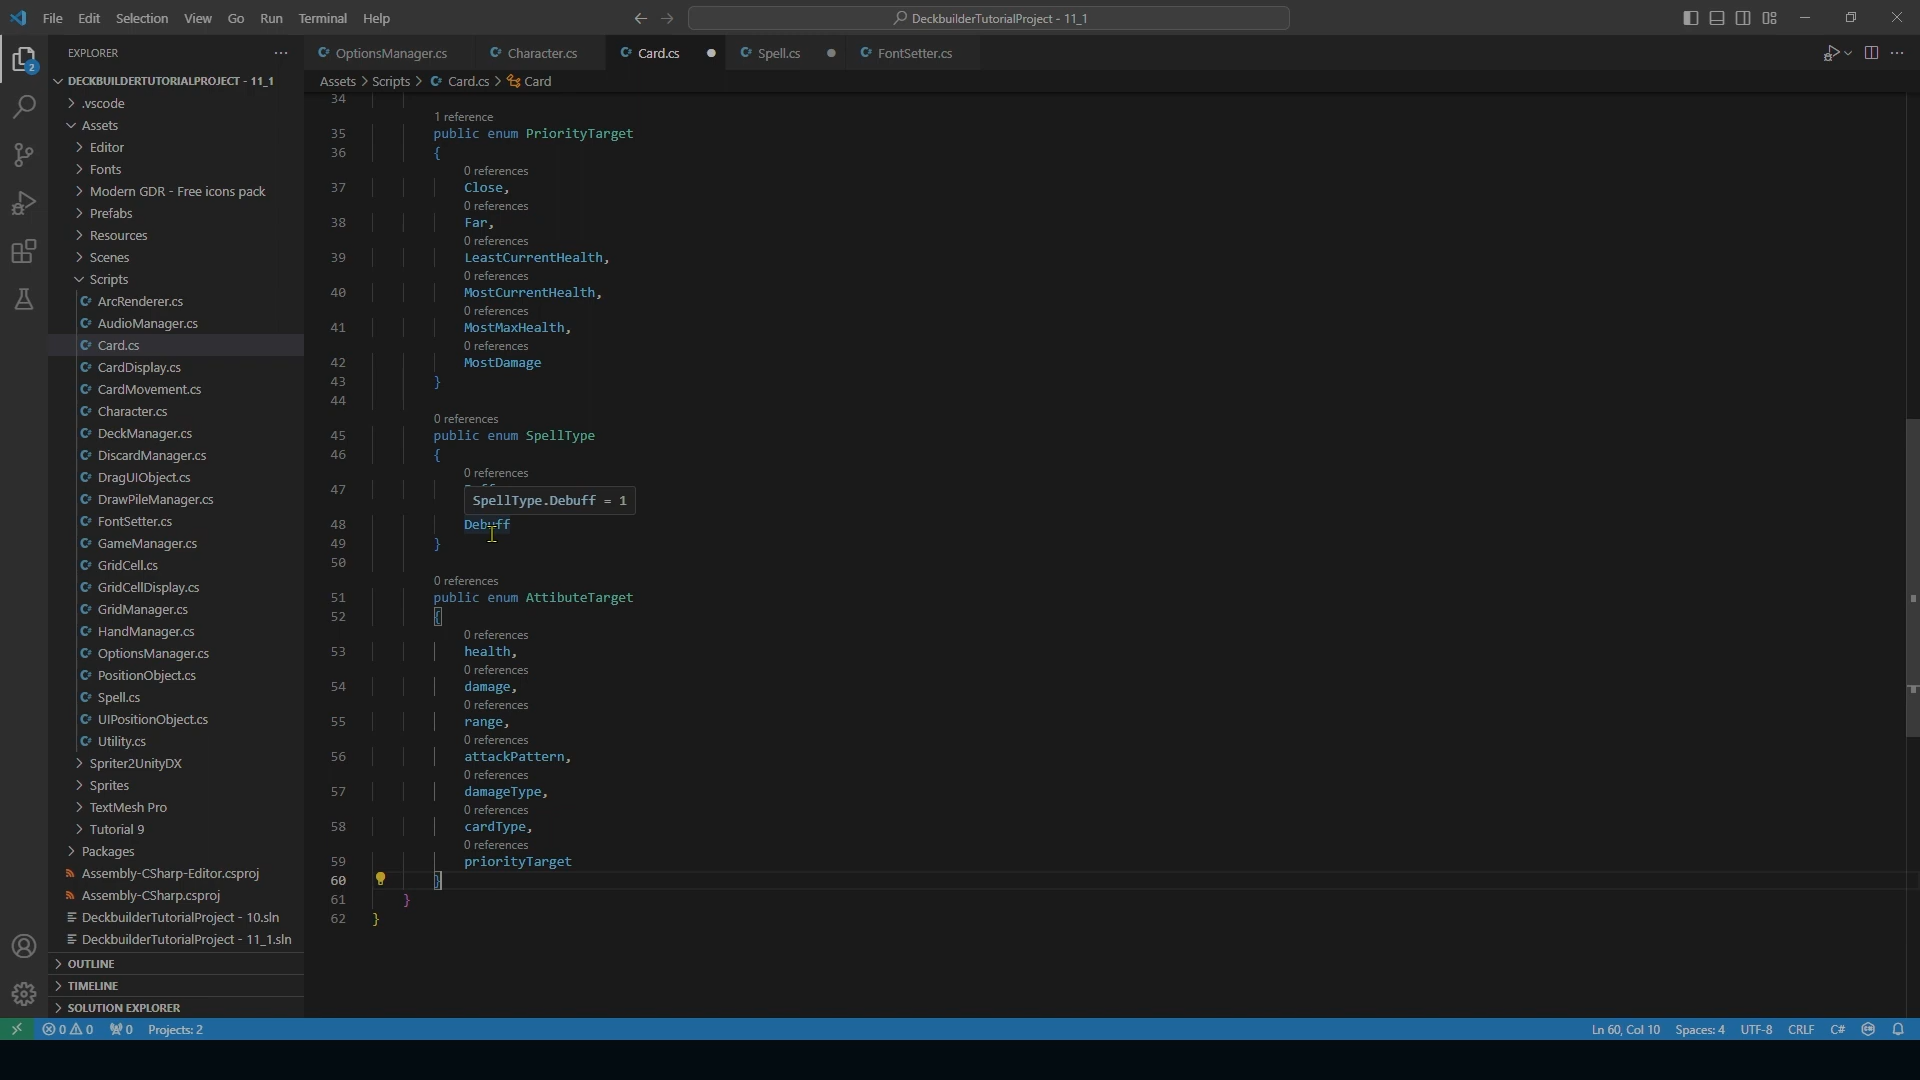 File Edit Selection View Go Run Terminal Help
DeckbuilderTutorialProject - 11_1
EXPLORER
OptionsManager.cs Character.cs Card.cs Spell.cs FontSetter.cs
DECKBUILDERTUTORIALPROJECT - 11_1
Assets > Scripts > Card.cs > Card
.vscode
Assets
Editor
Fonts
Modern GDR - Free icons pack
Prefabs
Resources
Scenes
Scripts
ArcRenderer.cs
AudioManager.cs
Card.cs
CardDisplay.cs
CardMovement.cs
Character.cs
DeckManager.cs
DiscardManager.cs
DragUIObject.cs
DrawPileManager.cs
FontSetter.cs
GameManager.cs
GridCell.cs
GridCellDisplay.cs
GridManager.cs
HandManager.cs
OptionsManager.cs
PositionObject.cs
Spell.cs
UIPositionObject.cs
Utility.cs
Spriter2UnityDX
Sprites
TextMesh Pro
Tutorial 9
Packages
Assembly-CSharp-Editor.csproj
Assembly-CSharp.csproj
DeckbuilderTutorialProject - 10.sln
DeckbuilderTutorialProject - 11_1.sln
OUTLINE
TIMELINE
SOLUTION EXPLORER
34
1 reference
35 public enum PriorityTarget
36 {
0 references
37 Close,
0 references
38 Far,
0 references
39 LeastCurrentHealth,
0 references
40 MostCurrentHealth,
0 references
41 MostMaxHealth,
0 references
42 MostDamage
43 }
44
0 references
45 public enum SpellType
46 {
0 references
47
SpellType.Debuff = 1
48 Debuff
49 }
50
0 references
51 public enum AttibuteTarget
52 {
0 references
53 health,
0 references
54 damage,
0 references
55 range,
0 references
56 attackPattern,
0 references
57 damageType,
0 references
58 cardType,
0 references
59 priorityTarget
60 }
61 }
62 }
2
0 0 0 Projects: 2 Ln 60, Col 10 Spaces: 4 UTF-8 CRLF C#